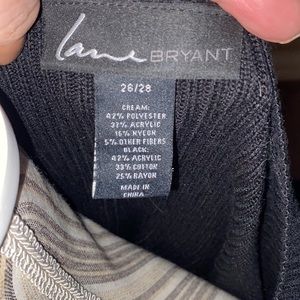 lane BRYANT
26/28
CREAM:
42% POLYESTER
37% ACRYLIC
16% NYLON
5% OTHER FIBERS
BLACK:
42% ACRYLIC
33% COTTON
25% RAYON
MADE IN
CHINA